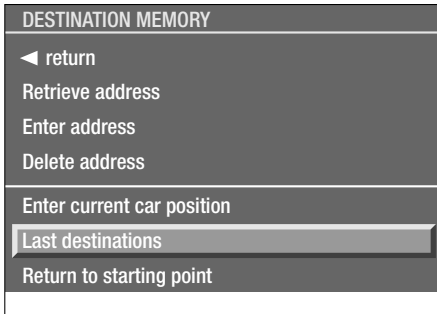 DESTINATION MEMORY
◄ return
Retrieve address
Enter address
Delete address
Enter current car position
Last destinations
Return to starting point